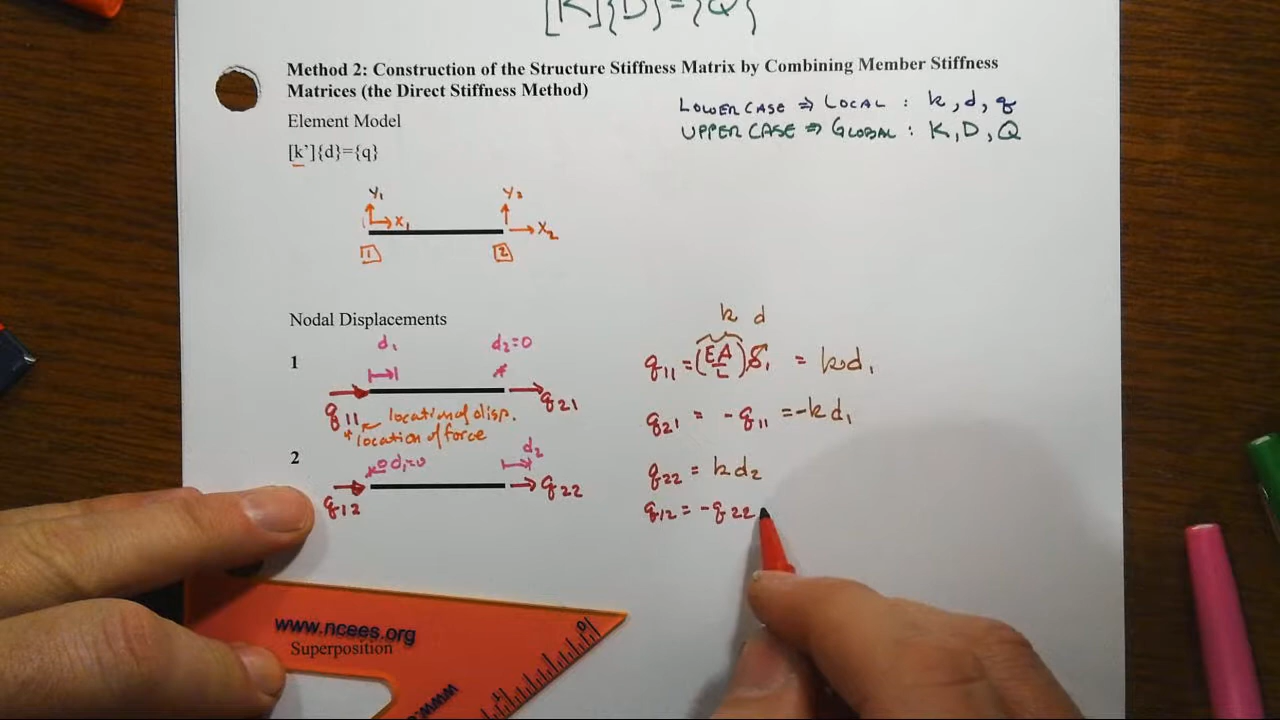 [K]{D}={Q}
Method 2: Construction of the Structure Stiffness Matrix by Combining Member Stiffness
Matrices (the Direct Stiffness Method)
LOWER CASE ⇒ LOCAL : k, d, q
UPPER CASE ⇒ GLOBAL : K, D, Q
Element Model
[k']{d}={q}
Y1 Y2
X1 X2
1 2
Nodal Displacements
k d
1
d1 d2=0
q11 = (EA/L) δ1 = kd1
q11 q21
location of disp.
location of force
q21 = -q11 = -kd1
2
d1=0 d2
q22 = kd2
q12 q22
q12 = -q22
www.ncees.org
Superposition
www